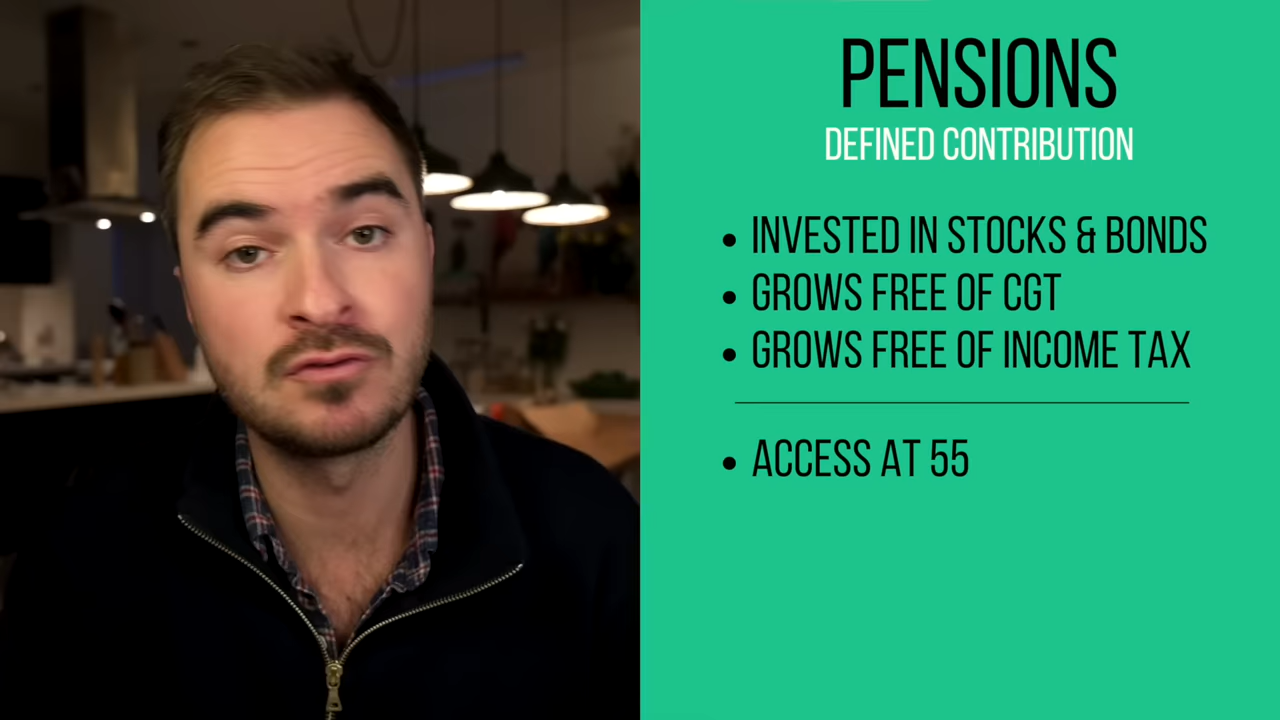 PENSIONS
DEFINED CONTRIBUTION
• INVESTED IN STOCKS & BONDS
• GROWS FREE OF CGT
• GROWS FREE OF INCOME TAX
• ACCESS AT 55